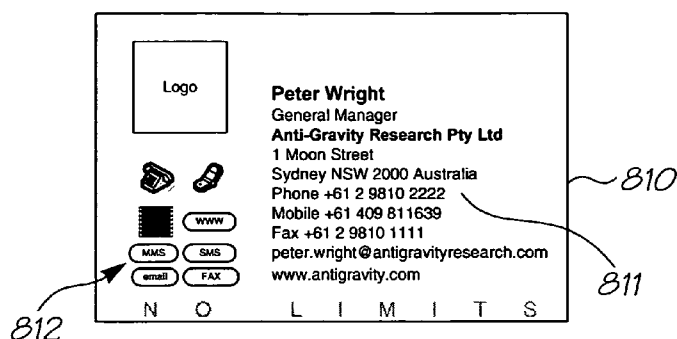 Logo
Peter Wright
General Manager
Anti-Gravity Research Pty Ltd
1 Moon Street
Sydney NSW 2000 Australia
Phone +61 2 9810 2222
Mobile +61 409 811639
Fax +61 2 9810 1111
peter.wright@antigravityresearch.com
www.antigravity.com
www
MMS SMS
email FAX
NO LIMITS
810
811
812